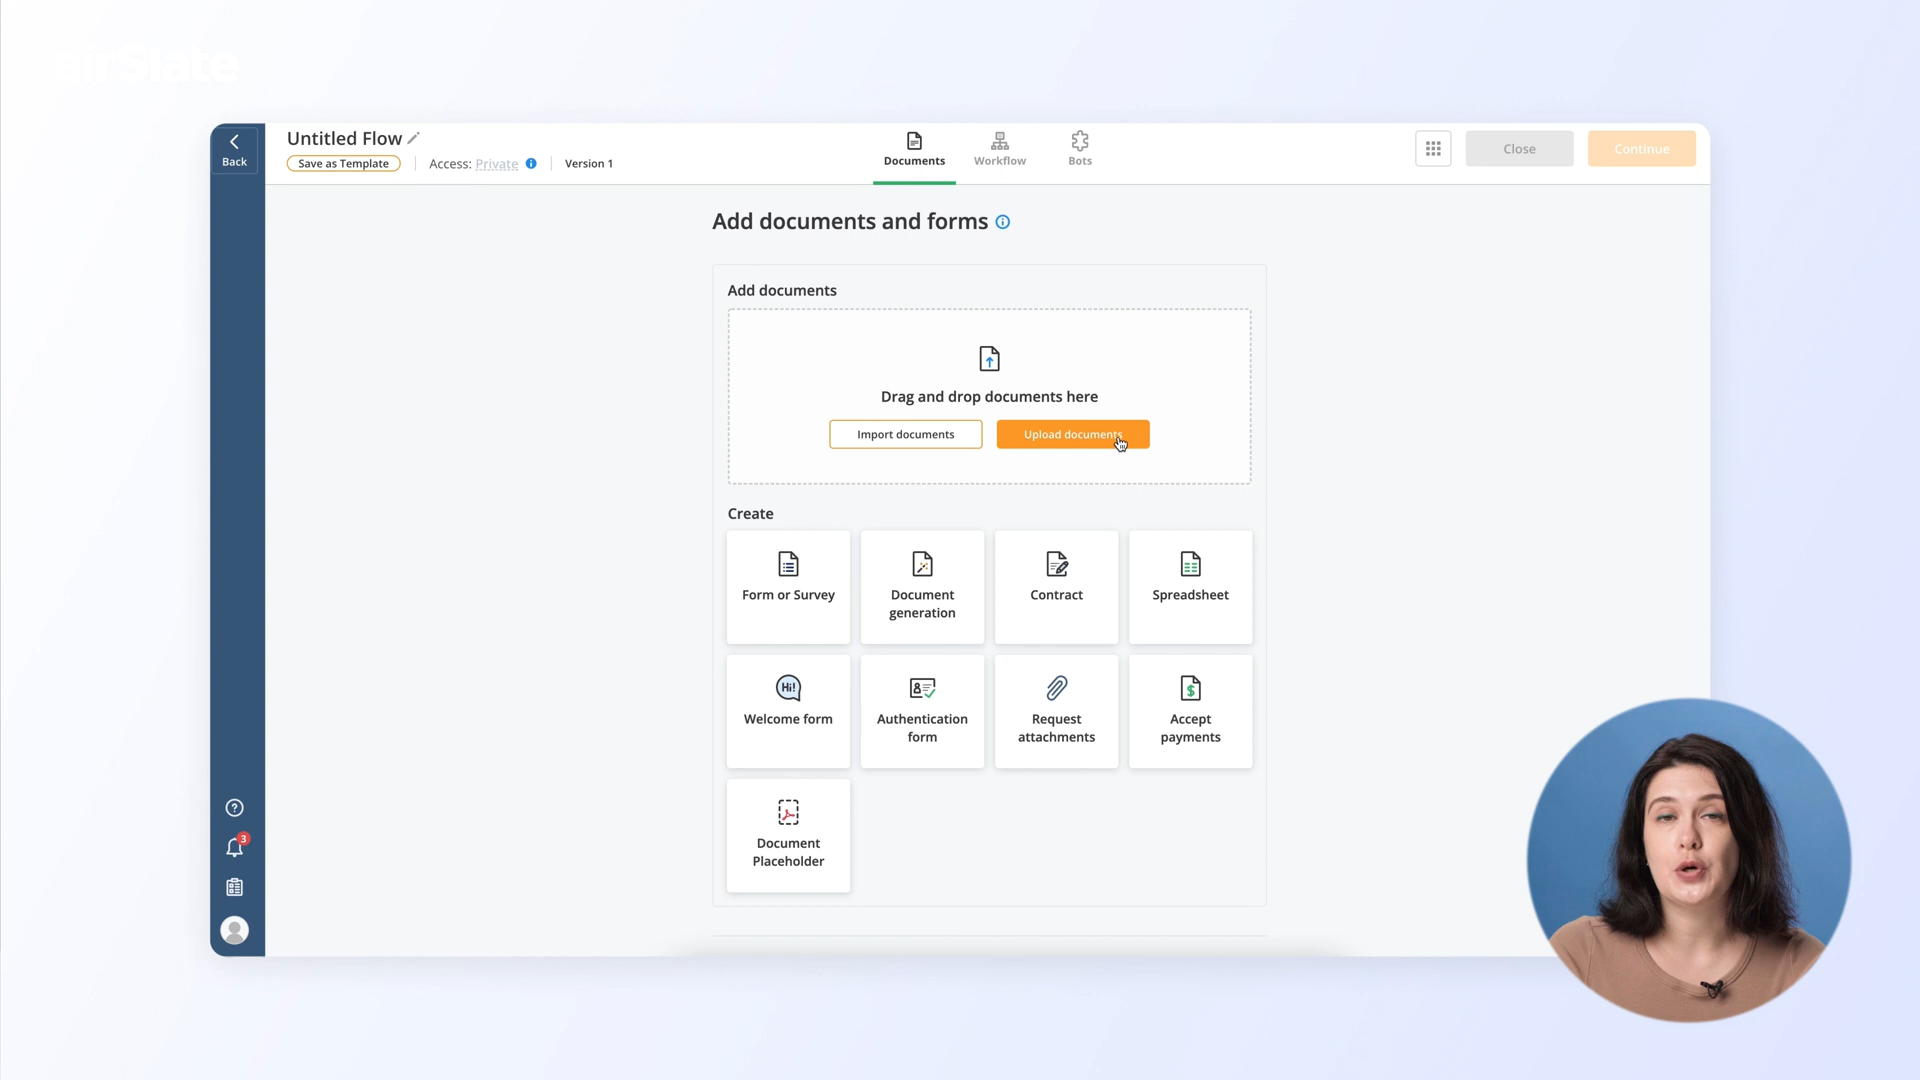 airSlate
Back
Untitled Flow
Save as Template
Access: Private
Version 1
Documents
Workflow
Bots
Close
Continue
Add documents and forms
Add documents
Drag and drop documents here
Import documents
Upload documents
Create
Form or Survey
Document
generation
Contract
Spreadsheet
Hi!
Welcome form
Authentication
form
Request
attachments
$
Accept
payments
Document
Placeholder
?
3